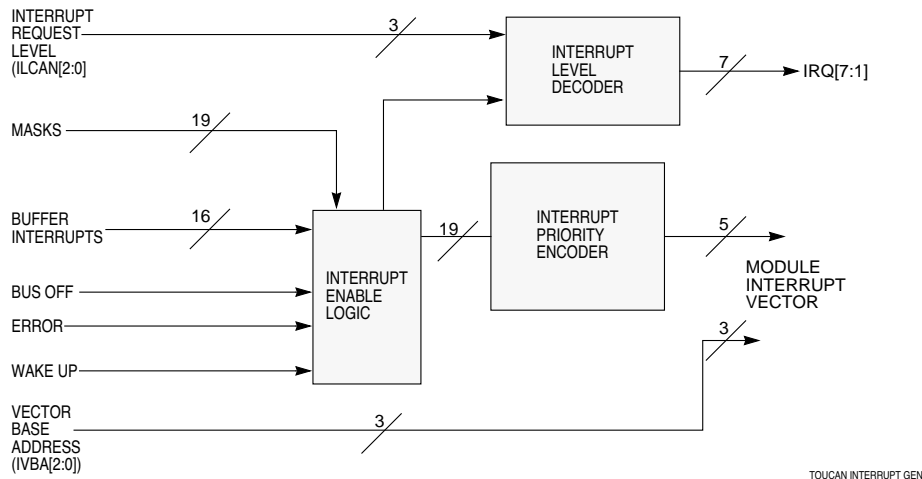 INTERRUPT
REQUEST
LEVEL
(ILCAN[2:0]
3
INTERRUPT
LEVEL
DECODER
7
IRQ[7:1]
MASKS
19
BUFFER
INTERRUPTS
16
INTERRUPT
ENABLE
LOGIC
19
INTERRUPT
PRIORITY
ENCODER
5
MODULE
INTERRUPT
VECTOR
3
BUS OFF
ERROR
WAKE UP
VECTOR
BASE
ADDRESS
(IVBA[2:0])
3
TOUCAN INTERRUPT GEN